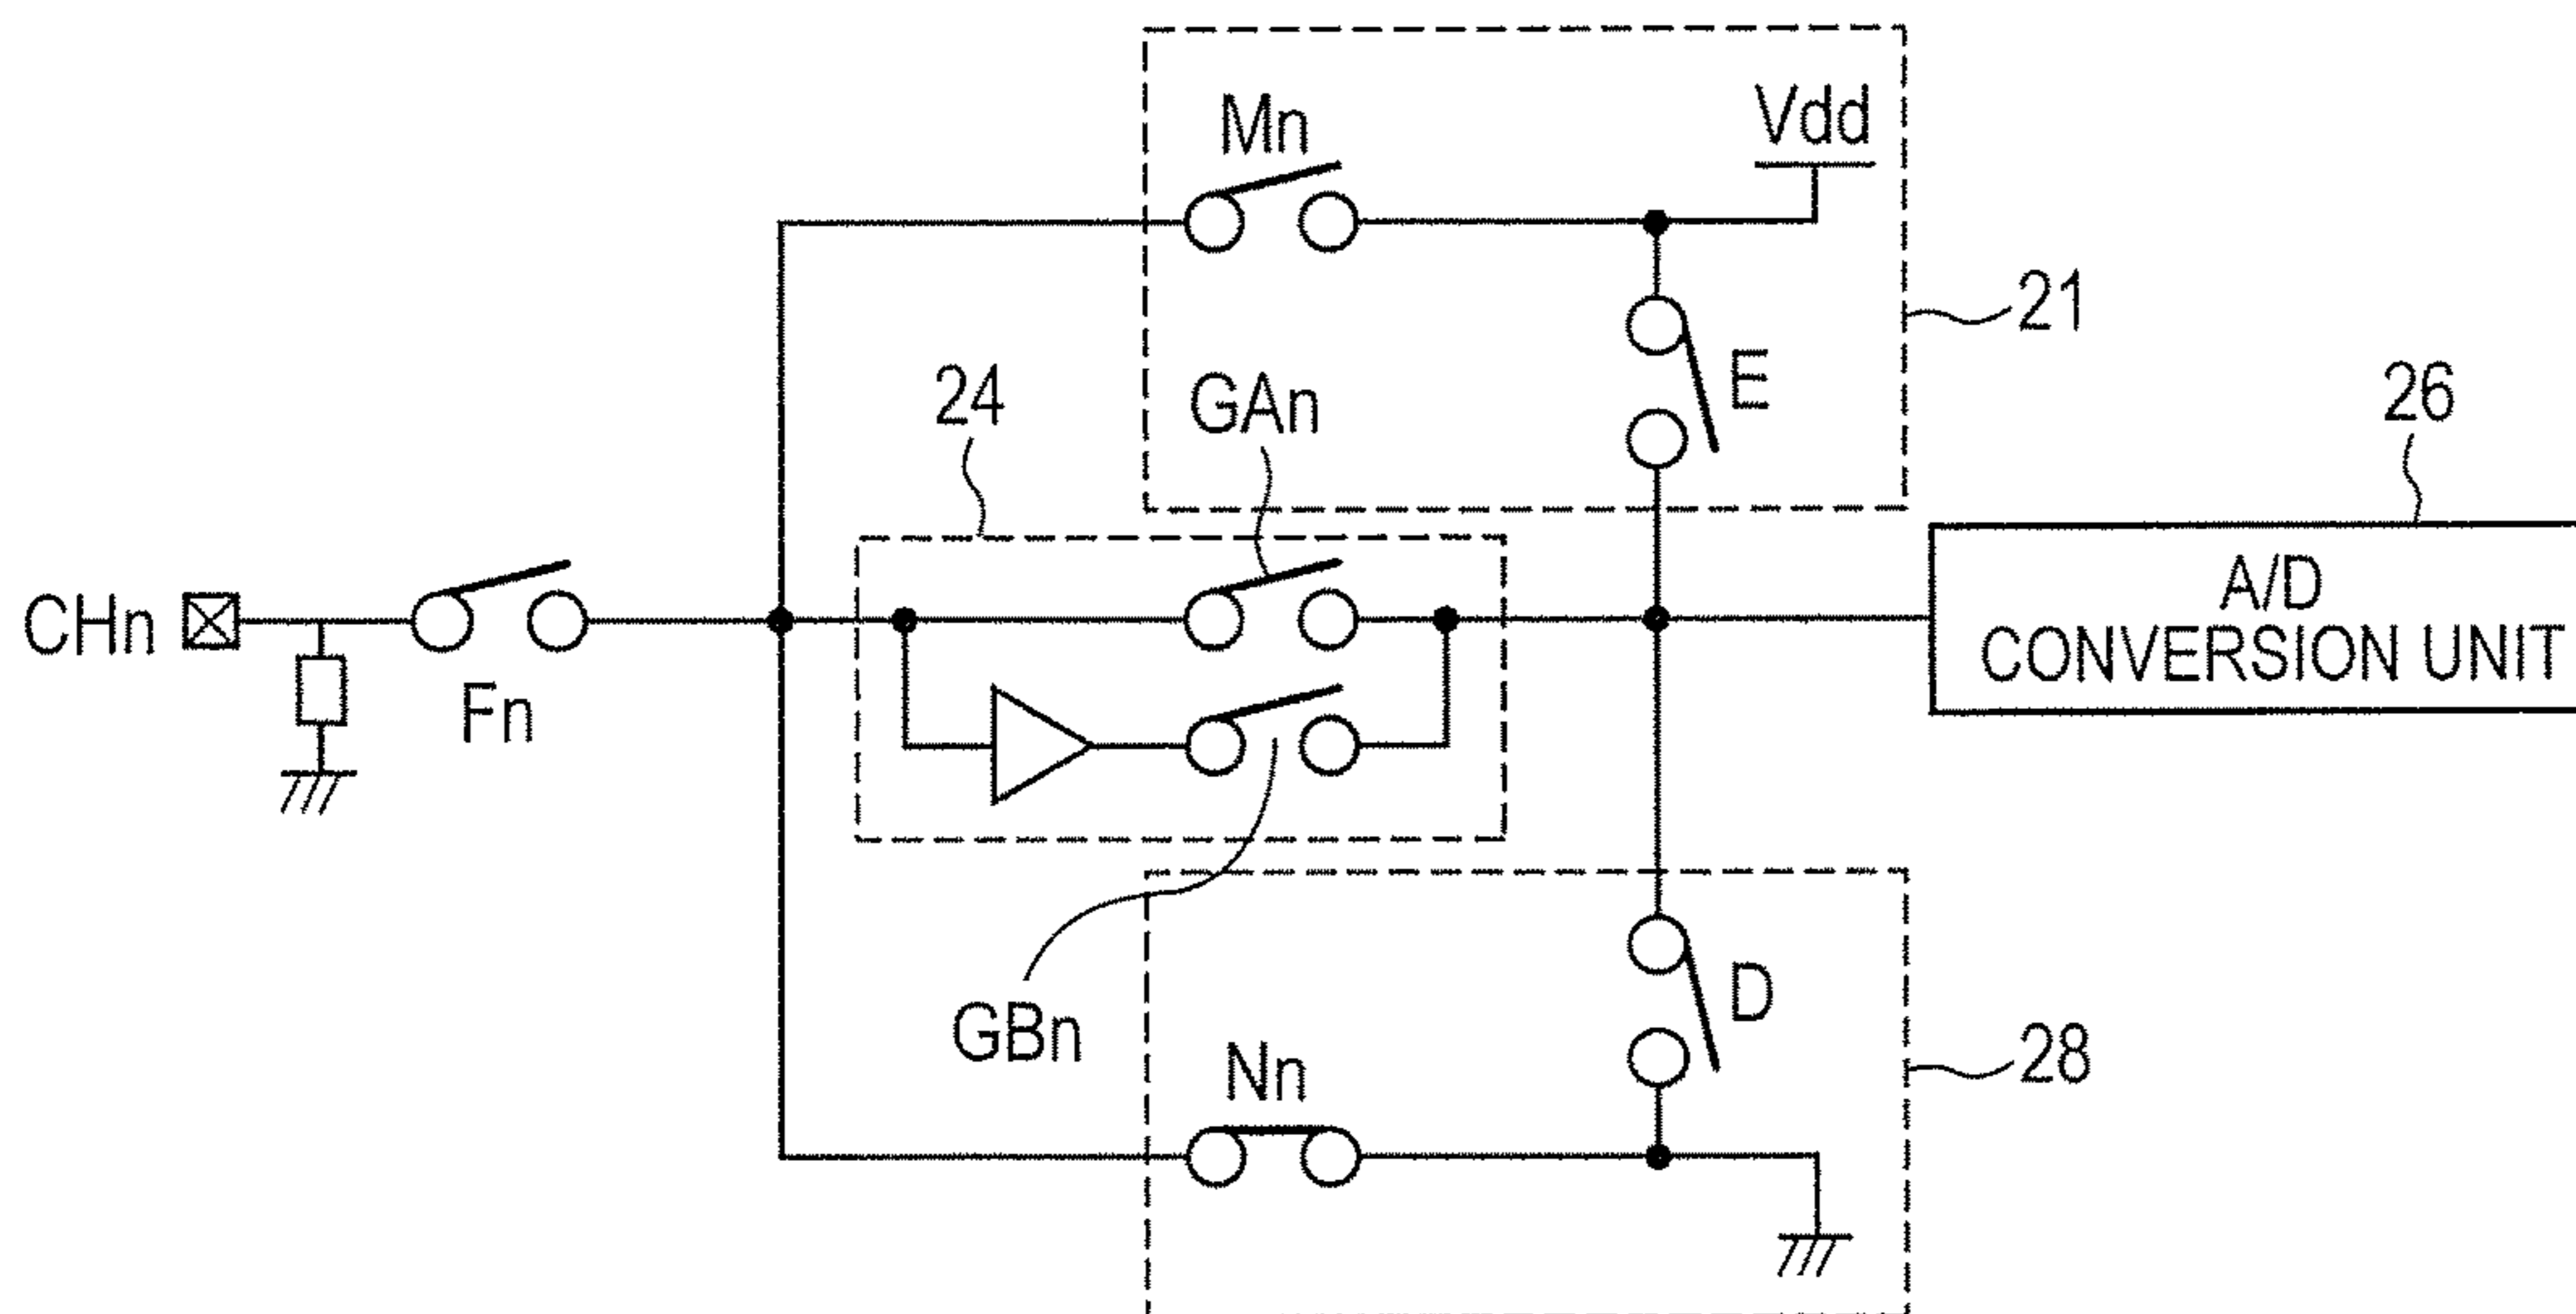 Mn
Vdd
21
E
24
GAn
26
CHn
Fn
A/D
CONVERSION UNIT
GBn
D
Nn
28